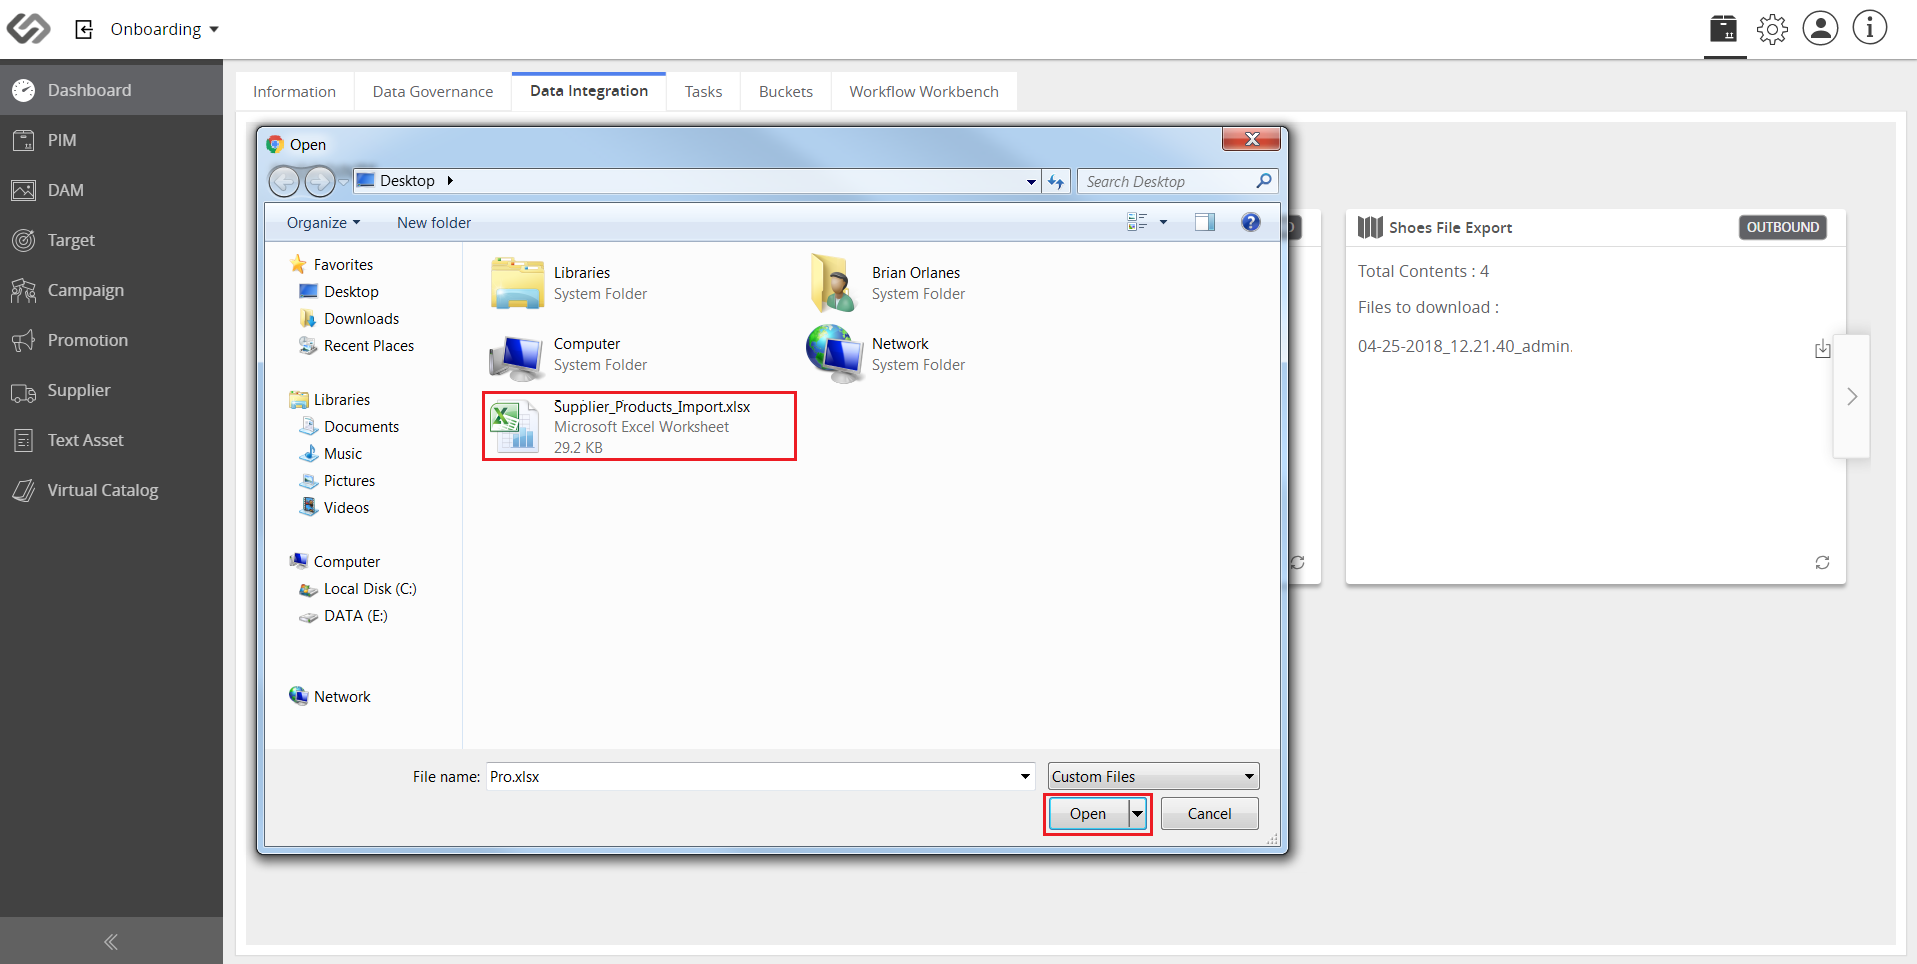 Onboarding
Dashboard
PIM
DAM
Target
Campaign
Promotion
Supplier
Text Asset
Virtual Catalog
Information
Data Governance
Data Integration
Tasks
Buckets
Workflow Workbench
Open
Desktop
Search Desktop
Organize
New folder
Favorites
Desktop
Downloads
Recent Places
Libraries
Documents
Music
Pictures
Videos
Computer
Local Disk (C:)
DATA (E:)
Network
Libraries
System Folder
Brian Orlanes
System Folder
Computer
System Folder
Network
System Folder
Supplier_Products_Import.xlsx
Microsoft Excel Worksheet
29.2 KB
File name:
Pro.xlsx
Custom Files
Open
Cancel
Shoes File Export
OUTBOUND
Total Contents : 4
Files to download :
04-25-2018_12.21.40_admin.